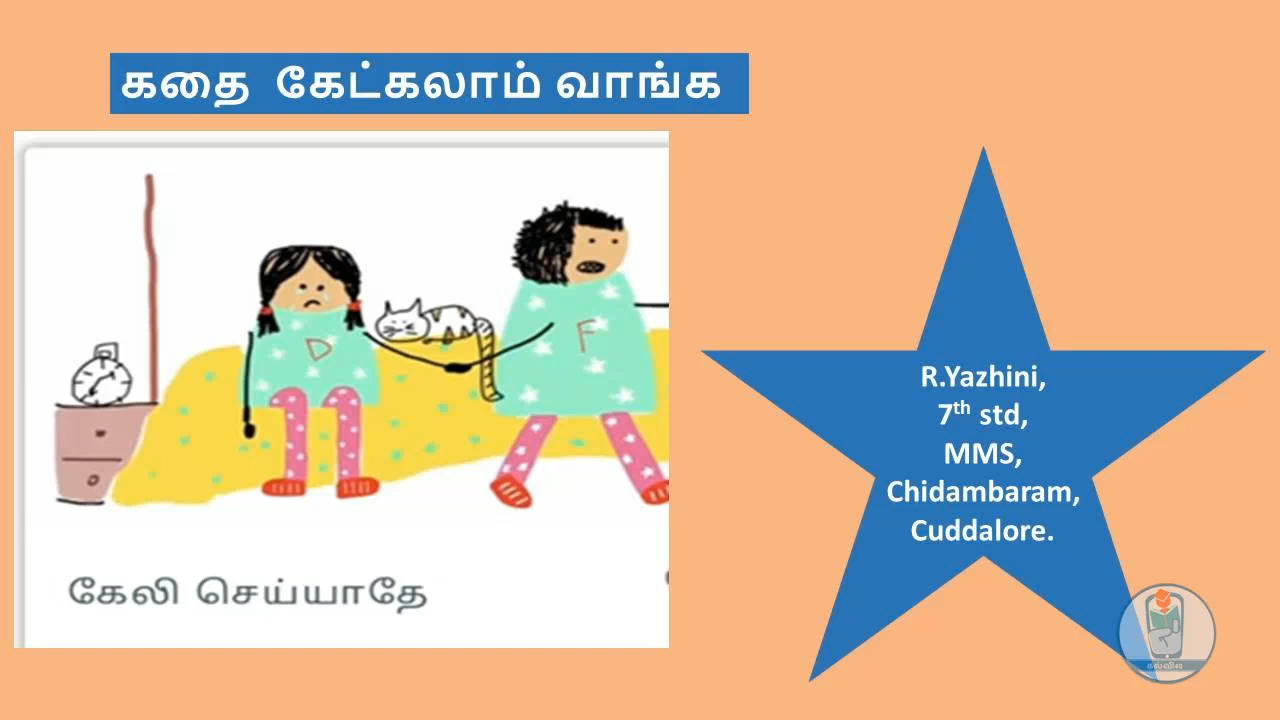 கதை கேட்கலாம் வாங்க
D
F
கேலி செய்யாதே
R.Yazhini,
7th std,
MMS,
Chidambaram,
Cuddalore.